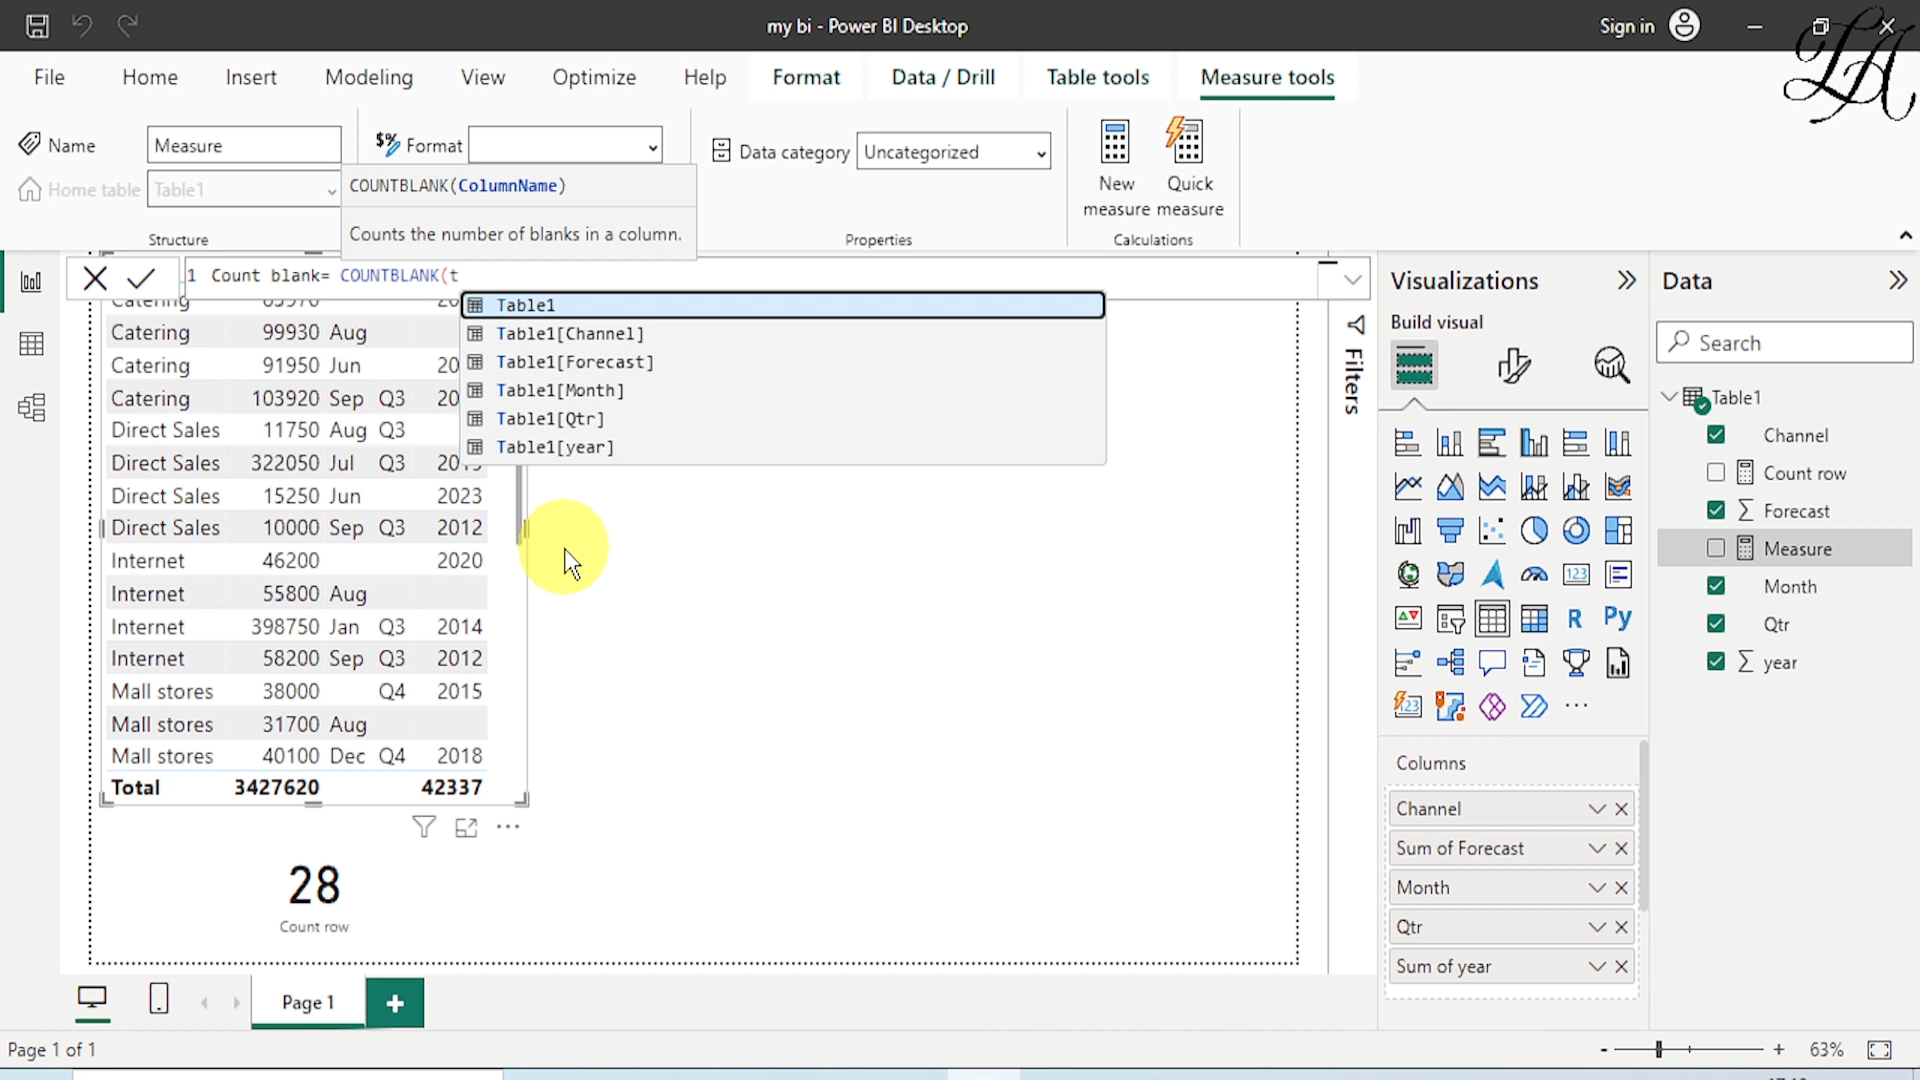 my bi - Power BI Desktop
Sign in
LA
File Home Insert Modeling View Optimize Help Format Data / Drill Table tools Measure tools
Name Measure
$% Format
Data category Uncategorized
Home table Table1
COUNTBLANK(ColumnName)
Counts the number of blanks in a column.
New measure
Quick measure
Structure
Properties
Calculations
1 Count blank= COUNTBLANK(t
Table1
Table1[Channel]
Table1[Forecast]
Table1[Month]
Table1[Qtr]
Table1[year]
Catering
Catering 99930 Aug
Catering 91950 Jun 20
Catering 103920 Sep Q3 20
Direct Sales 11750 Aug Q3
Direct Sales 322050 Jul Q3
Direct Sales 15250 Jun 2023
Direct Sales 10000 Sep Q3 2012
Internet 46200 2020
Internet 55800 Aug
Internet 398750 Jan Q3 2014
Internet 58200 Sep Q3 2012
Mall stores 38000 Q4 2015
Mall stores 31700 Aug
Mall stores 40100 Dec Q4 2018
Total 3427620 42337
28
Count row
Filters
Visualizations
Build visual
123
R
Py
123
Columns
Channel
Sum of Forecast
Month
Qtr
Sum of year
Data
Search
Table1
Channel
Count row
Forecast
Measure
Month
Qtr
year
Page 1
Page 1 of 1
- + 63%